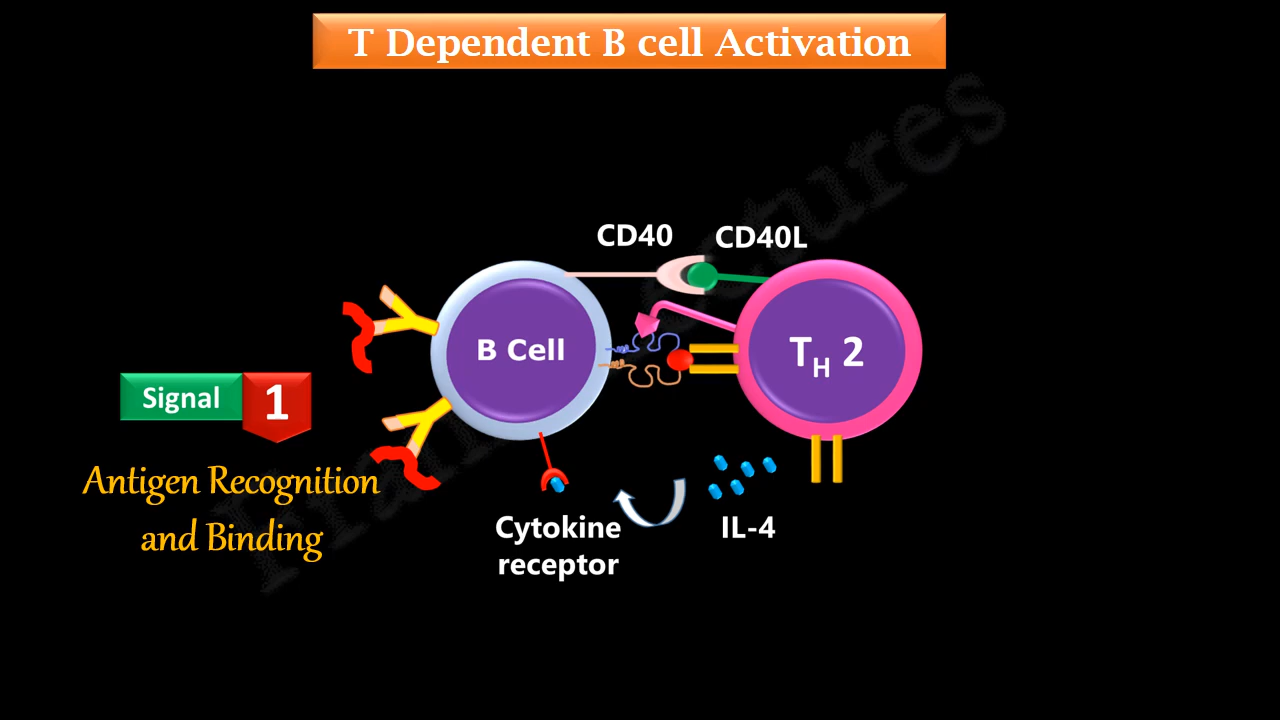 T Dependent B cell Activation
CD40
CD40L
B Cell
TH 2
Signal
1
Antigen Recognition
and Binding
Cytokine
receptor
IL-4